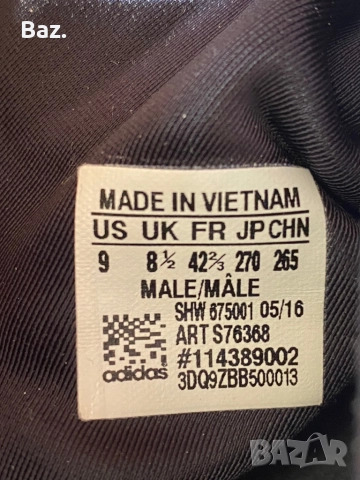 Baz.
MADE IN VIETNAM
US UK FR JP CHN
9 8½ 42⅔ 270 265
MALE/MÂLE
SHW 675001 05/16
ART S76368
#114389002
adidas 3DQ9ZBB500013
BAZAR